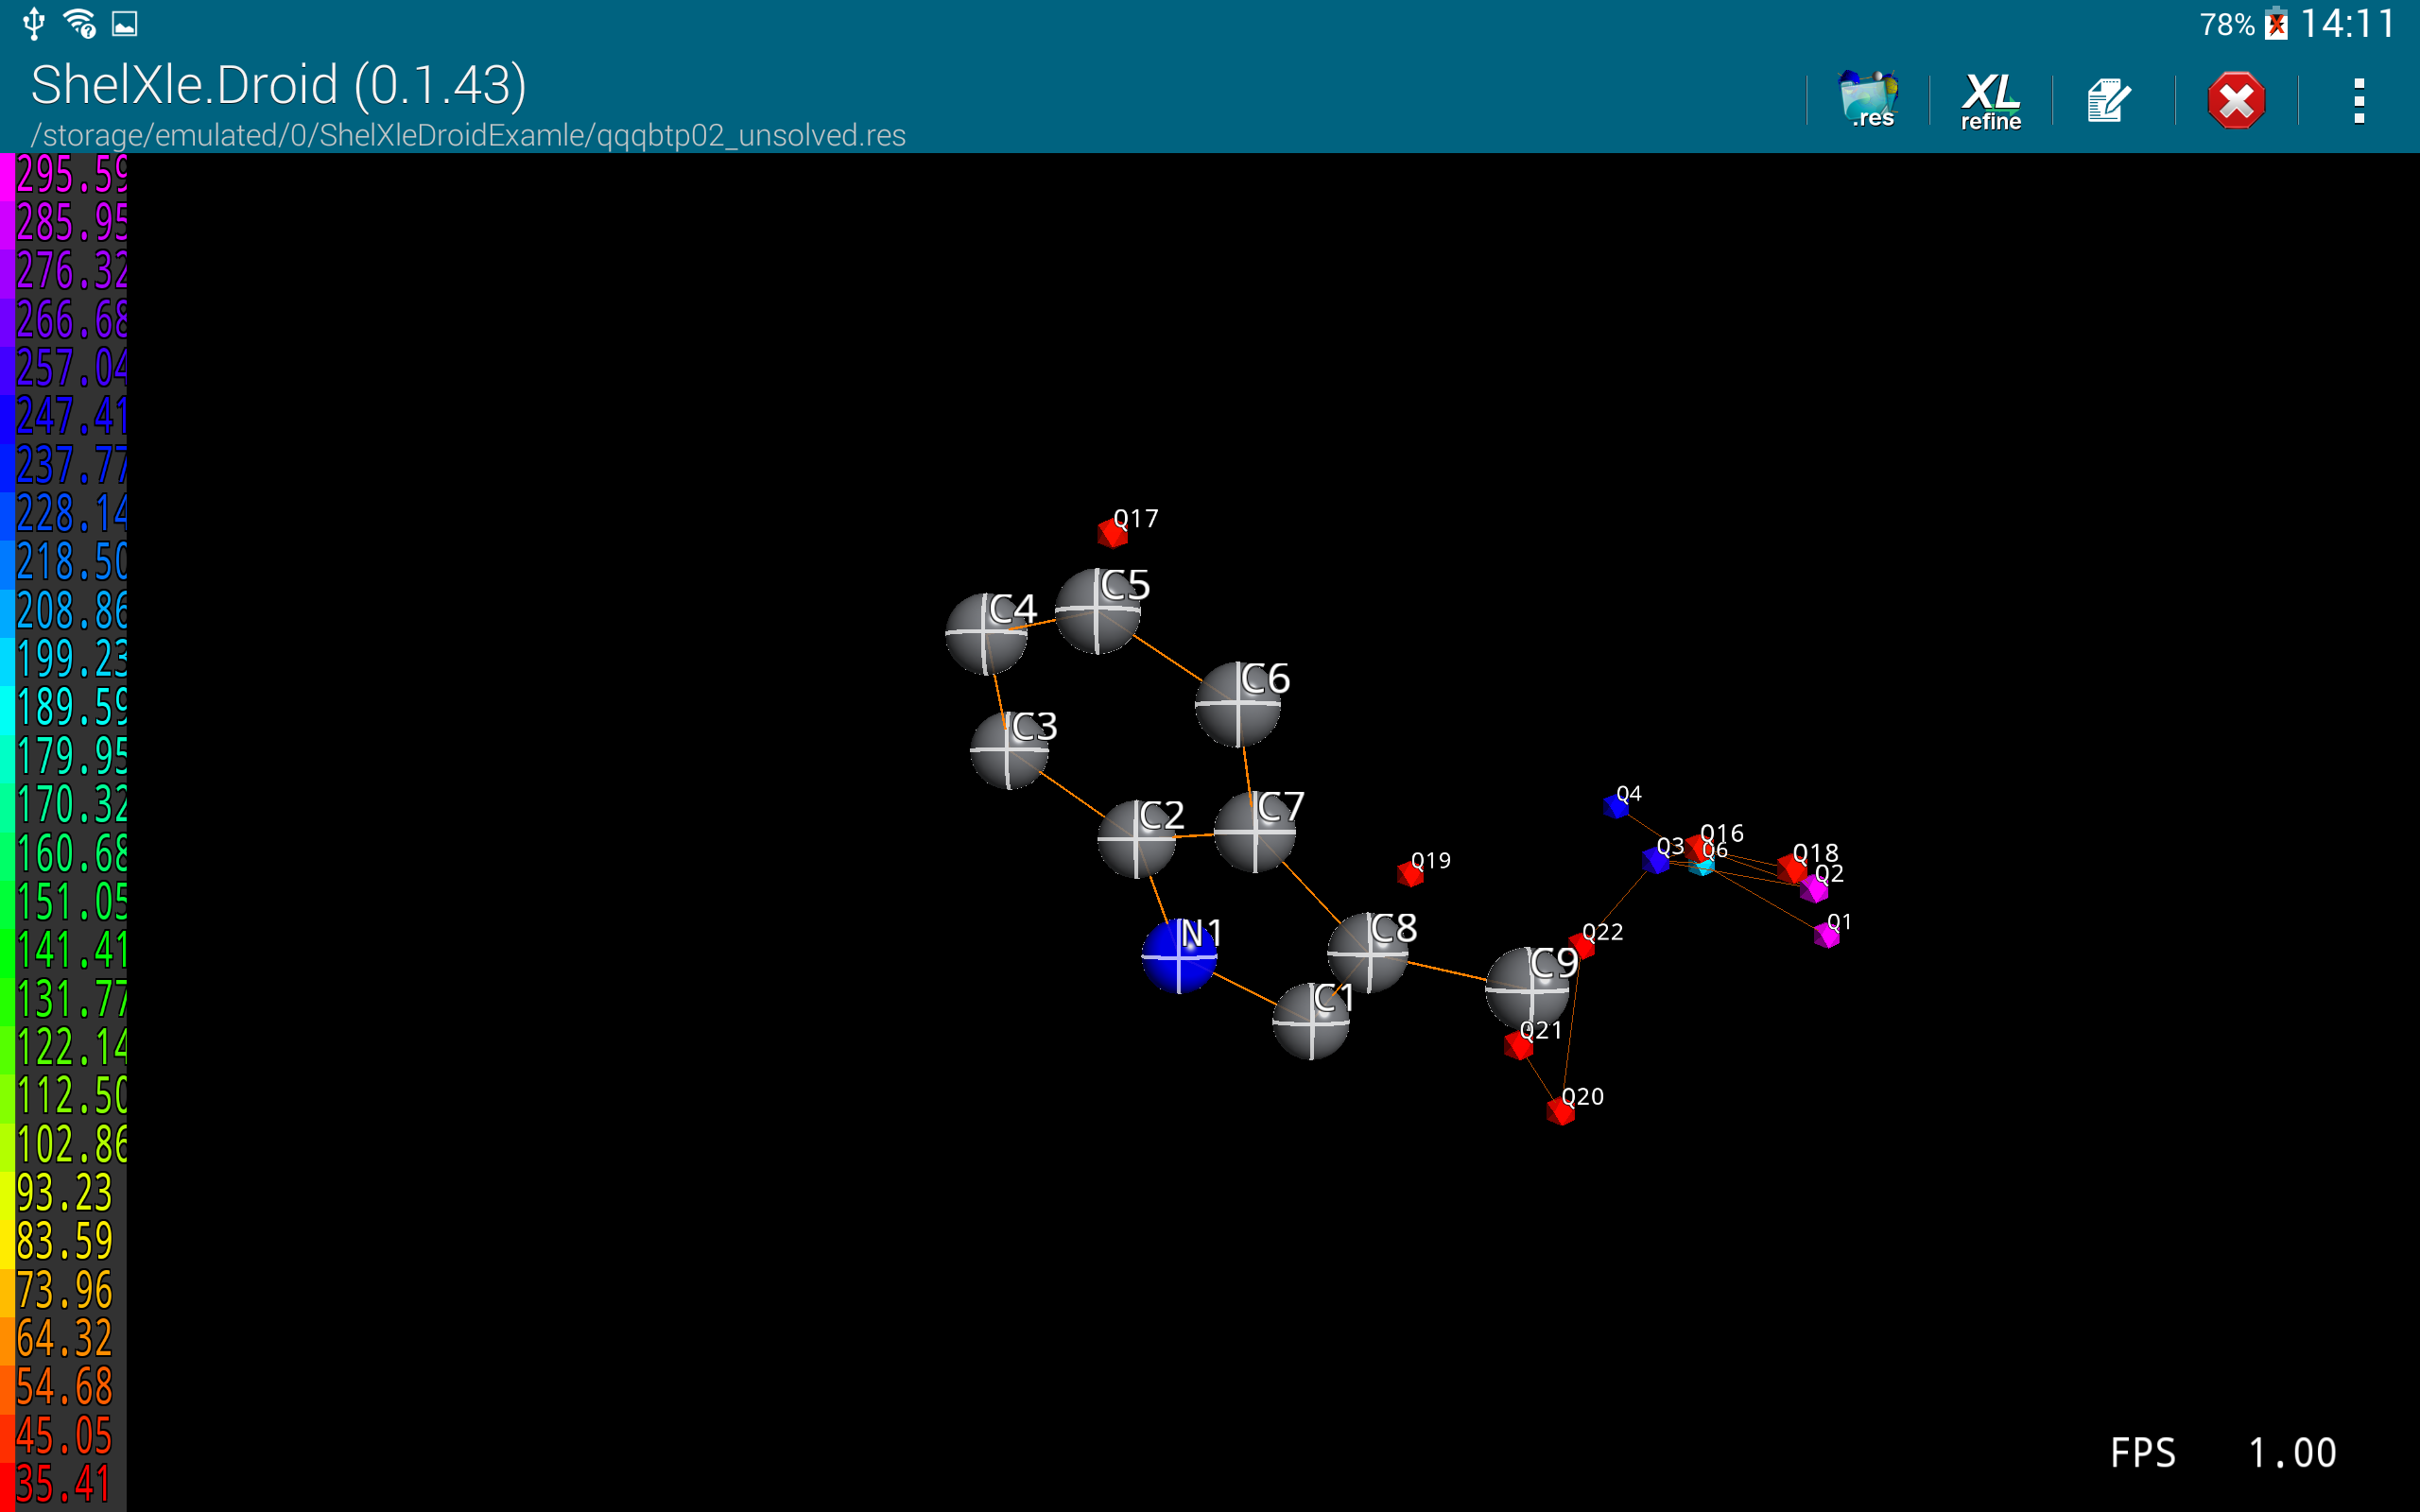 78% 14:11
ShelXle.Droid (0.1.43)
/storage/emulated/0/ShelXleDroidExamle/qqqbtp02_unsolved.res
.res
XL
refine
295.59
285.95
276.32
266.68
257.04
247.41
237.77
228.14
218.50
208.86
199.23
189.59
179.95
170.32
160.68
151.05
141.41
131.77
122.14
112.50
102.86
93.23
83.59
73.96
64.32
54.68
45.05
35.41
Q17
C5
C4
C6
C3
Q4
C7
C2
Q16
Q3
Q6
Q18
Q19
Q2
Q1
C8
N1
Q22
C9
C1
Q21
Q20
FPS 1.00